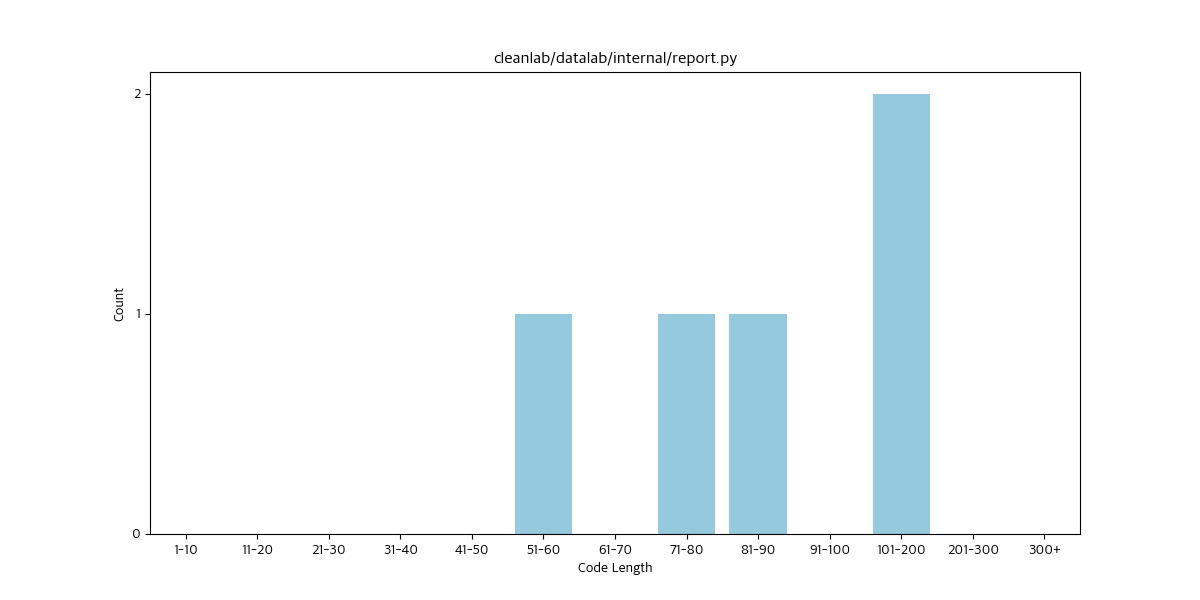 cleanlab/datalab/internal/report.py
2
1
0
Count
1-10 11-20 21-30 31-40 41-50 51-60 61-70 71-80 81-90 91-100 101-200 201-300 300+
Code Length